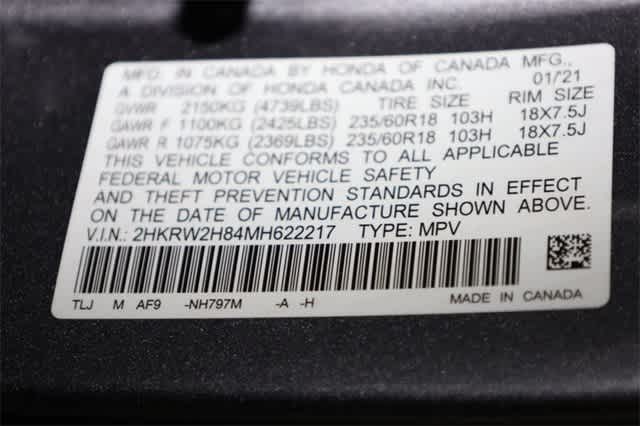 MFG. IN CANADA BY HONDA OF CANADA MFG.,
A DIVISION OF HONDA CANADA INC. 01/21
GVWR 2150KG (4739LBS) TIRE SIZE RIM SIZE
GAWR F 1100KG (2425LBS) 235/60R18 103H 18X7.5J
GAWR R 1075KG (2369LBS) 235/60R18 103H 18X7.5J
THIS VEHICLE CONFORMS TO ALL APPLICABLE
FEDERAL MOTOR VEHICLE SAFETY
AND THEFT PREVENTION STANDARDS IN EFFECT
ON THE DATE OF MANUFACTURE SHOWN ABOVE.
V.I.N.: 2HKRW2H84MH622217 TYPE: MPV
TLJ M AF9 -NH797M -A -H MADE IN CANADA